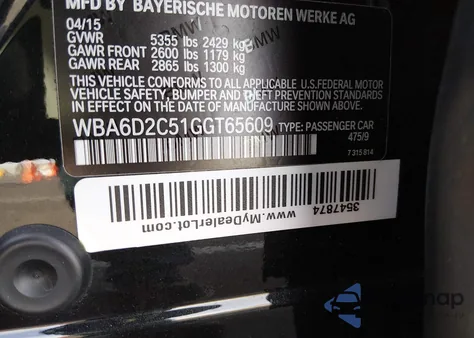 MFD BY BAYERISCHE MOTOREN WERKE AG
04/15
GVWR 5355 LBS 2429 kg
GAWR FRONT 2600 LBS 1179 kg
GAWR REAR 2865 LBS 1300 kg
THIS VEHICLE CONFORMS TO ALL APPLICABLE U.S.FEDERAL MOTOR
VEHICLE SAFETY, BUMPER, AND THEFT PREVENTION STANDARDS
IN EFFECT ON THE DATE OF MANUFACTURE SHOWN ABOVE.
WBA6D2C51GGT65609 TYPE: PASSENGER CAR
475/9
7 315 814
BMW
BMW
www.MyDealerLot.com
3547874